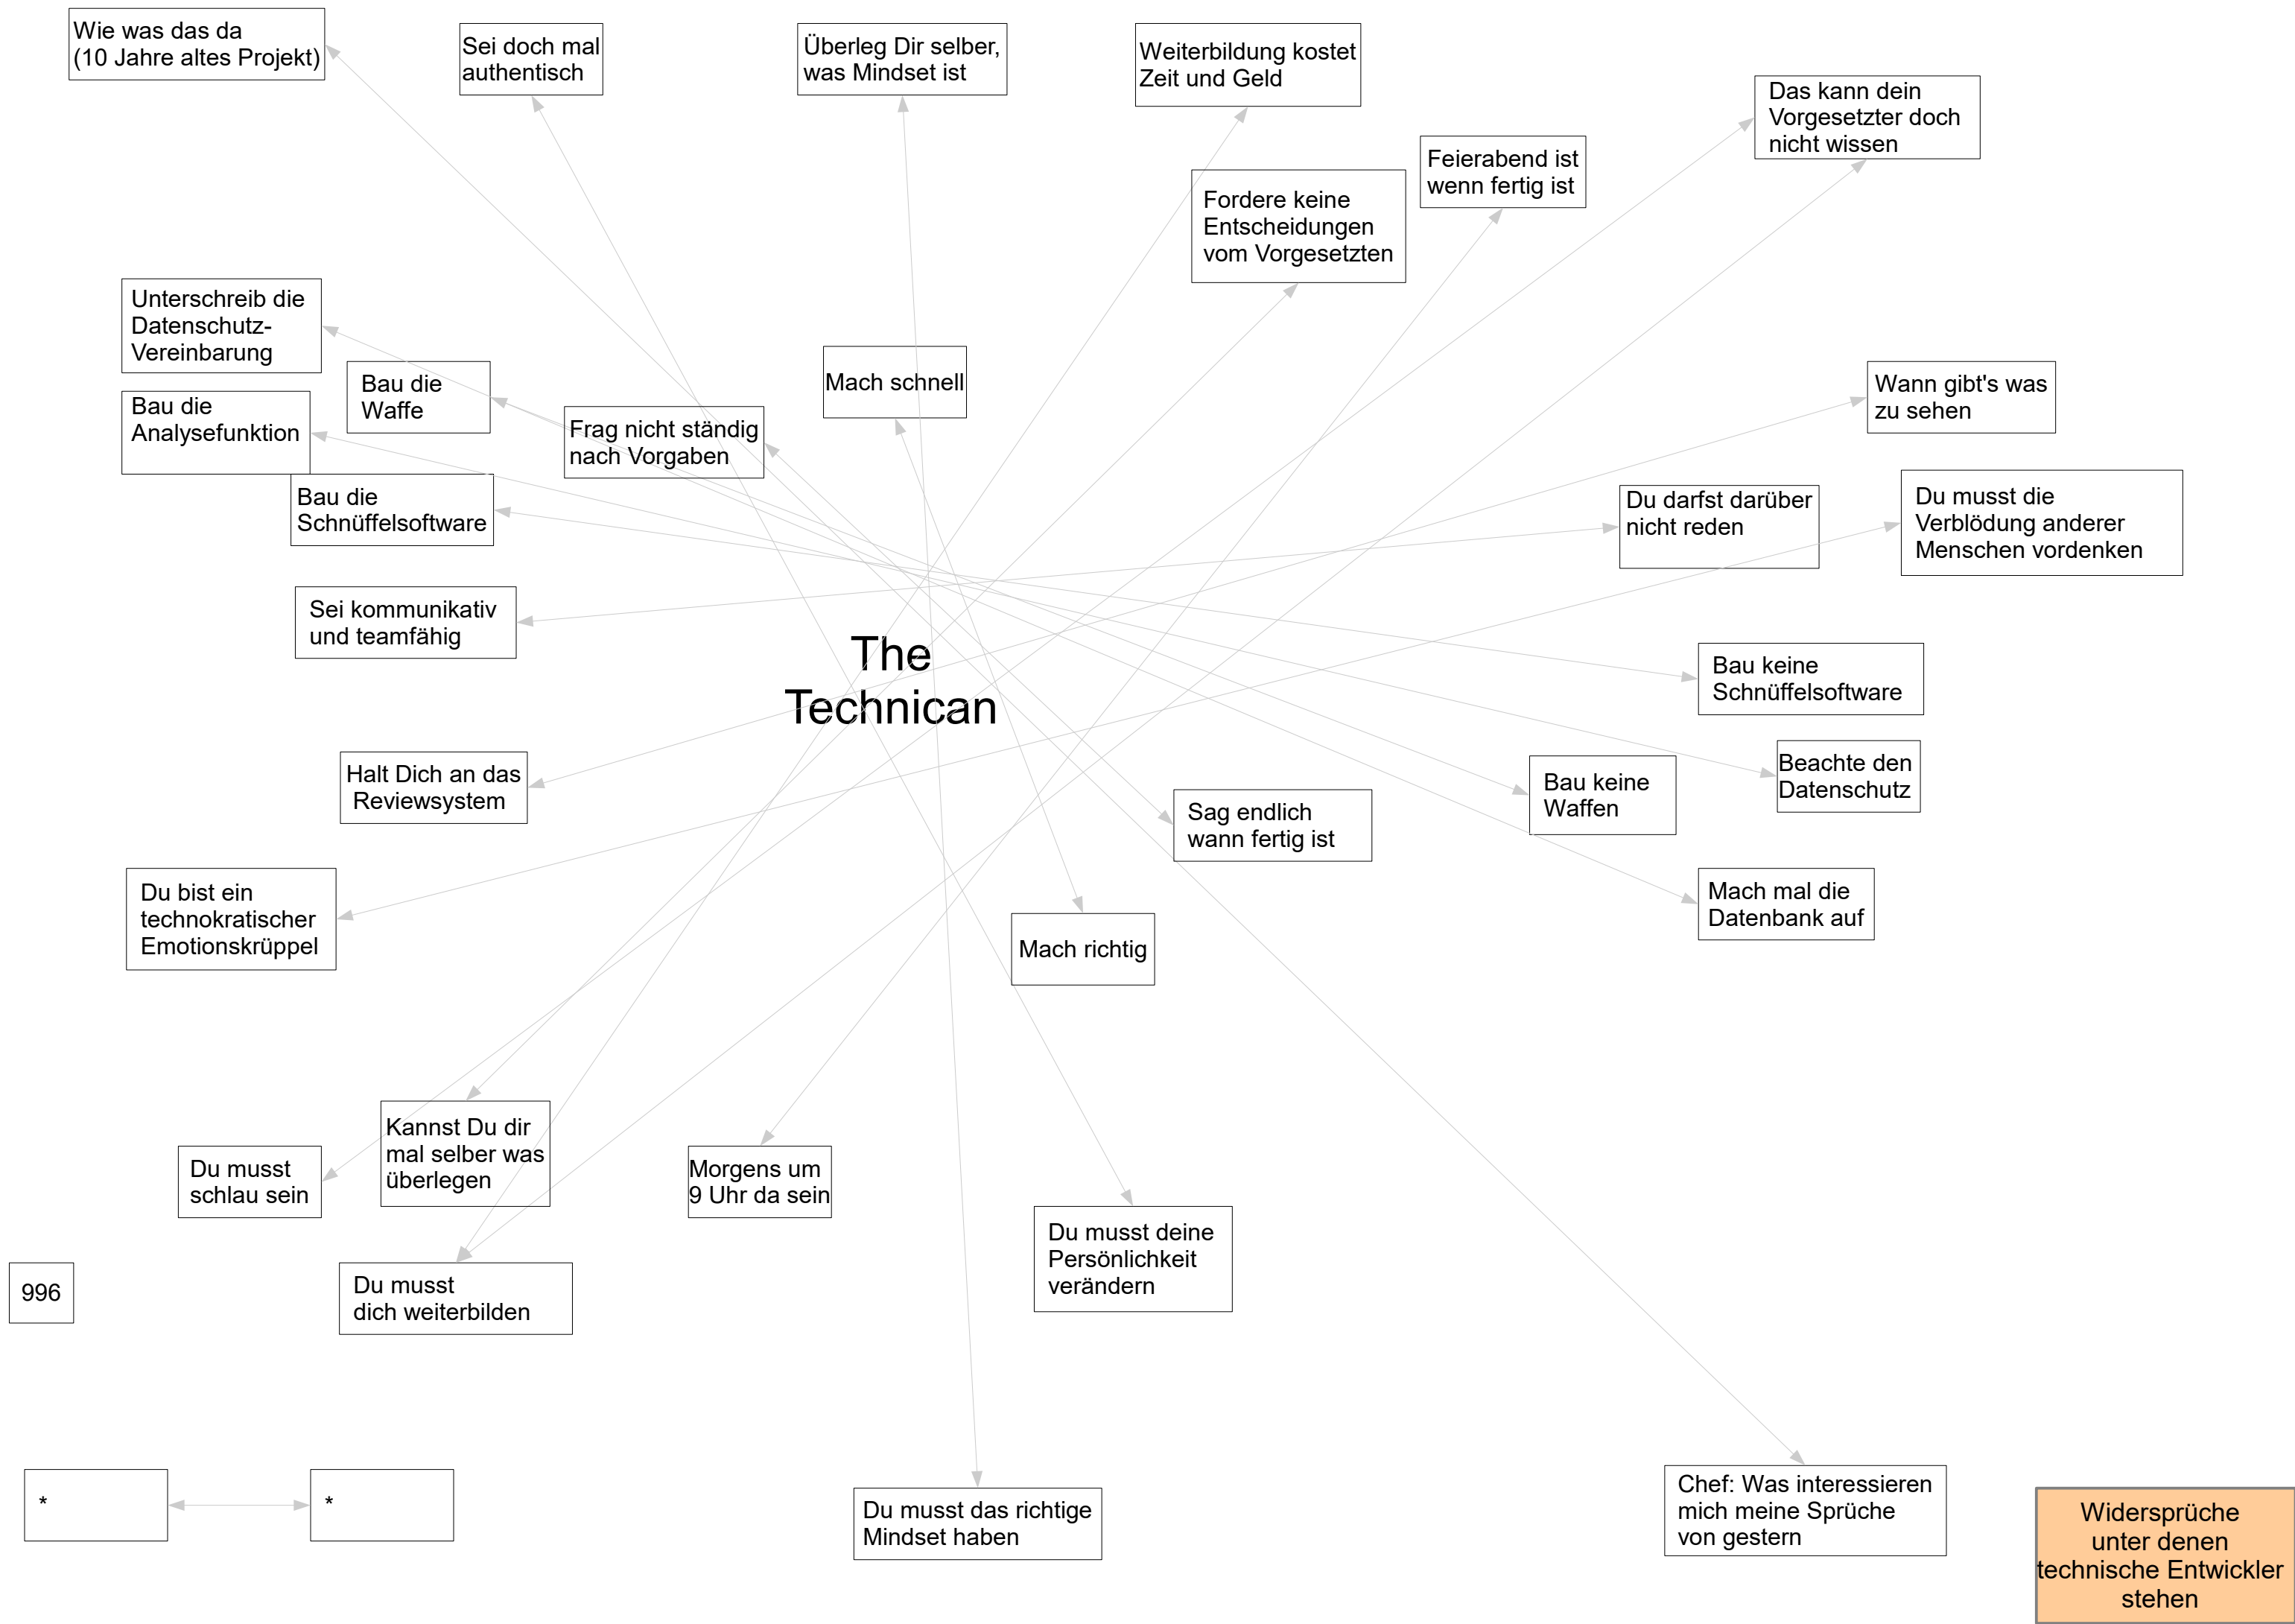 Wie was das da
(10 Jahre altes Projekt)
Sei doch mal
authentisch
Überleg Dir selber,
was Mindset ist
Weiterbildung kostet
Zeit und Geld
Das kann dein
Vorgesetzter doch
nicht wissen
Feierabend ist
wenn fertig ist
Fordere keine
Entscheidungen
vom Vorgesetzten
Unterschreib die
Datenschutz-
Vereinbarung
Bau die
Waffe
Mach schnell
Wann gibt's was
zu sehen
Bau die
Analysefunktion
Frag nicht ständig
nach Vorgaben
Bau die
Schnüffelsoftware
Du darfst darüber
nicht reden
Du musst die
Verblödung anderer
Menschen vordenken
Sei kommunikativ
und teamfähig
The
Technican
Bau keine
Schnüffelsoftware
Halt Dich an das
Reviewsystem
Beachte den
Datenschutz
Bau keine
Waffen
Sag endlich
wann fertig ist
Du bist ein
technokratischer
Emotionskrüppel
Mach mal die
Datenbank auf
Mach richtig
Kannst Du dir
mal selber was
überlegen
Du musst
schlau sein
Morgens um
9 Uhr da sein
Du musst deine
Persönlichkeit
verändern
996
Du musst
dich weiterbilden
*
*
Du musst das richtige
Mindset haben
Chef: Was interessieren
mich meine Sprüche
von gestern
Widersprüche
unter denen
technische Entwickler
stehen